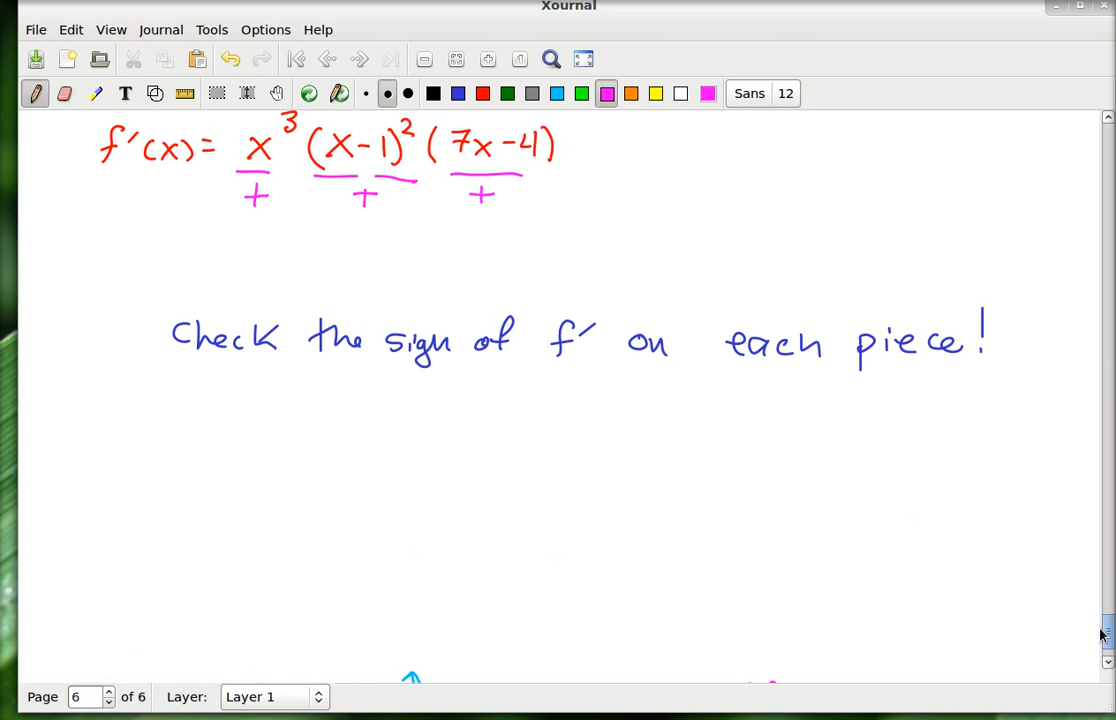 Xournal
File Edit View Journal Tools Options Help
T Sans 12
f'(x) = x³ (x-1)² (7x-4)
+ + +
Check the sign of f' on each piece!
Page 6 of 6 Layer: Layer 1